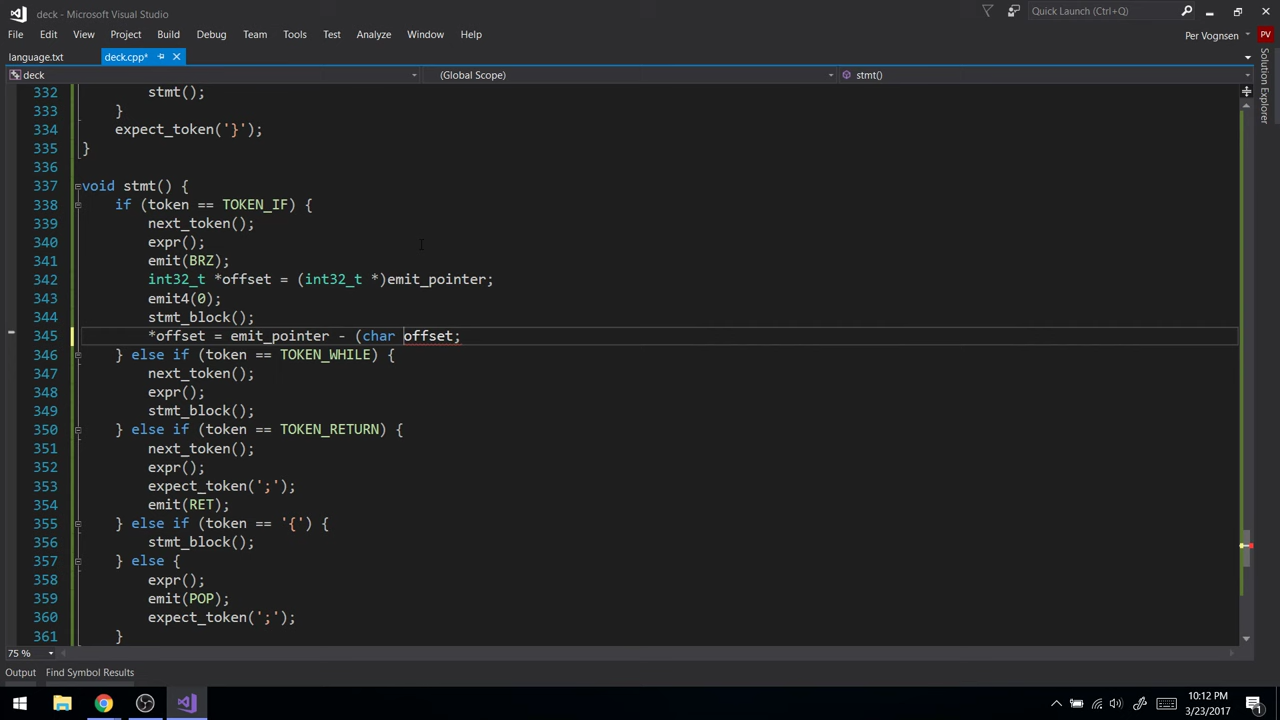 deck - Microsoft Visual Studio
Quick Launch (Ctrl+Q)
File Edit View Project Build Debug Team Tools Test Analyze Window Help
Per Vognsen PV
language.txt deck.cpp*
deck (Global Scope) stmt()
Solution Explorer
332 stmt();
333 }
334 expect_token('}');
335 }
336
337 void stmt() {
338 if (token == TOKEN_IF) {
339 next_token();
340 expr();
341 emit(BRZ);
342 int32_t *offset = (int32_t *)emit_pointer;
343 emit4(0);
344 stmt_block();
345 *offset = emit_pointer - (char offset;
346 } else if (token == TOKEN_WHILE) {
347 next_token();
348 expr();
349 stmt_block();
350 } else if (token == TOKEN_RETURN) {
351 next_token();
352 expr();
353 expect_token(';');
354 emit(RET);
355 } else if (token == '{') {
356 stmt_block();
357 } else {
358 expr();
359 emit(POP);
360 expect_token(';');
361 }
75 %
Output Find Symbol Results
10:12 PM
3/23/2017
1